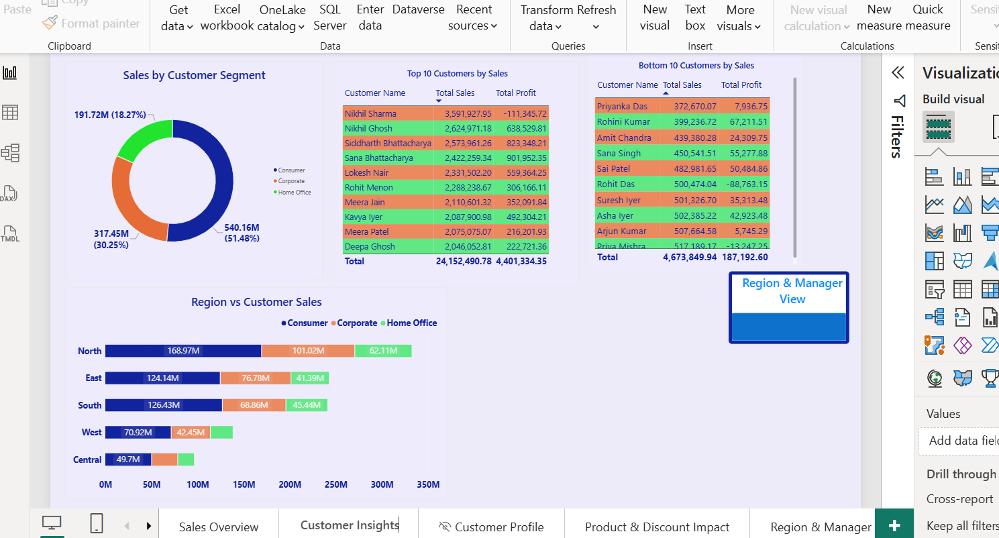 Paste
Copy
Format painter
Clipboard
Get data
Excel workbook
OneLake catalog
SQL Server
Enter data
Dataverse
Recent sources
Data
Transform data
Refresh
Queries
New visual
Text box
More visuals
Insert
New visual calculation
New measure
Quick measure
Calculations
Sensit
Sensit
DAX
TMDL
Sales by Customer Segment
191.72M (18.27%)
317.45M
(30.25%)
540.16M
(51.48%)
Consumer
Corporate
Home Office
Top 10 Customers by Sales
Customer Name Total Sales Total Profit
Nikhil Sharma 3,591,927.95 -111,345.72
Nikhil Ghosh 2,624,971.18 638,529.81
Siddharth Bhattacharya 2,573,961.26 823,348.21
Sana Bhattacharya 2,422,259.34 901,952.35
Lokesh Nair 2,331,502.20 559,364.25
Rohit Menon 2,288,238.67 306,166.11
Meera Jain 2,110,601.32 352,091.84
Kavya Iyer 2,087,900.98 492,304.21
Meera Patel 2,075,075.07 216,201.93
Deepa Ghosh 2,046,052.81 222,721.36
Total 24,152,490.78 4,401,334.35
Bottom 10 Customers by Sales
Customer Name Total Sales Total Profit
Priyanka Das 372,670.07 7,936.75
Rohini Kumar 399,236.72 67,211.51
Amit Chandra 439,380.28 24,309.75
Sana Singh 450,541.51 55,277.88
Sai Patel 482,981.65 50,484.86
Rohit Das 500,474.04 -88,763.15
Suresh Iyer 501,326.70 35,313.48
Asha Iyer 502,385.22 42,923.48
Arjun Kumar 507,664.58 5,745.29
Priya Mishra 517,189.17 -13,247.25
Total 4,673,849.94 187,192.60
Region & Manager
View
Region vs Customer Sales
Consumer Corporate Home Office
North 168.97M 101.02M 62.11M
East 124.14M 76.78M 41.39M
South 126.43M 68.86M 45.44M
West 70.92M 42.45M
Central 49.7M
0M 50M 100M 150M 200M 250M 300M 350M
Filters
Visualizatio
Build visual
Values
Add data field
Drill through
Cross-report
Keep all filters
Sales Overview
Customer Insights
Customer Profile
Product & Discount Impact
Region & Manager